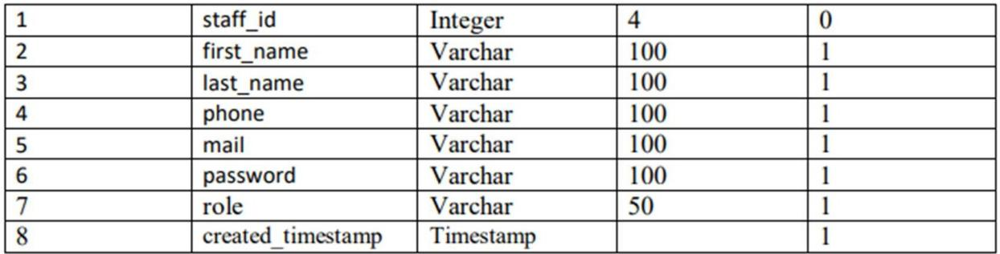 1 staff_id Integer 4 0
2 first_name Varchar 100 1
3 last_name Varchar 100 1
4 phone Varchar 100 1
5 mail Varchar 100 1
6 password Varchar 100 1
7 role Varchar 50 1
8 created_timestamp Timestamp 1